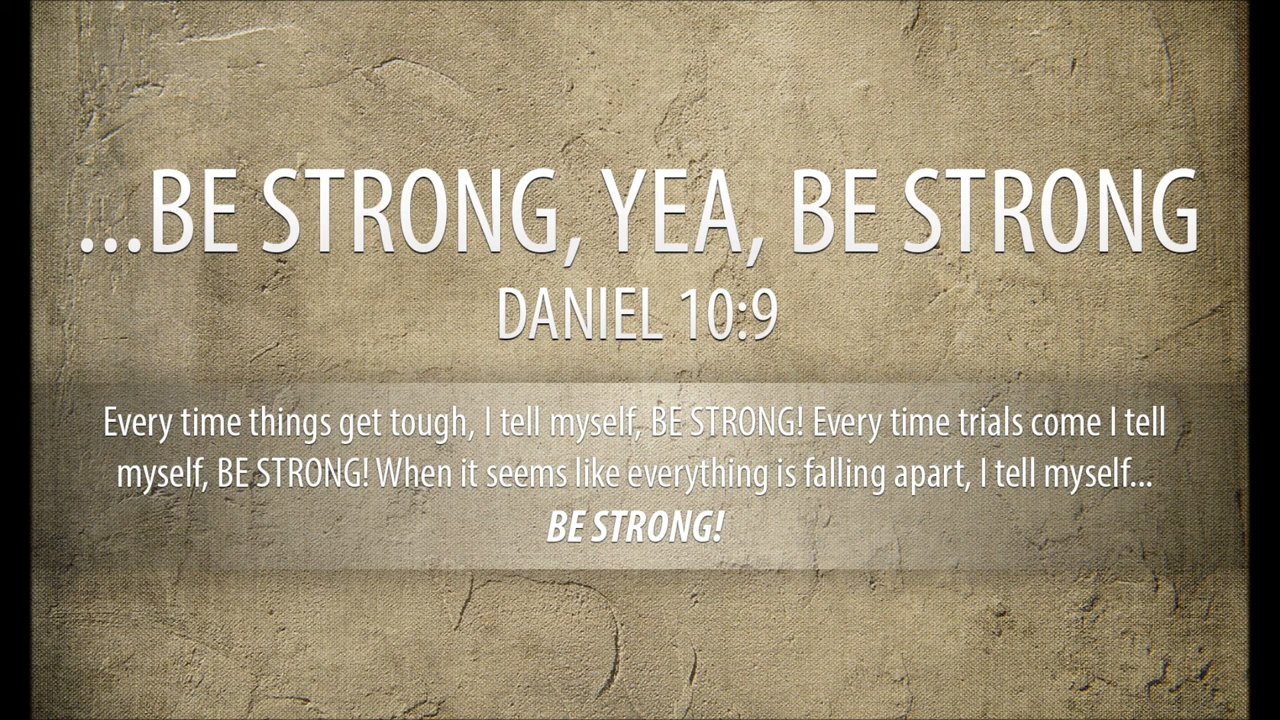 ...BE STRONG, YEA, BE STRONG
DANIEL 10:9
Every time things get tough, I tell myself, BE STRONG! Every time trials come I tell
myself, BE STRONG! When it seems like everything is falling apart, I tell myself...
BE STRONG!